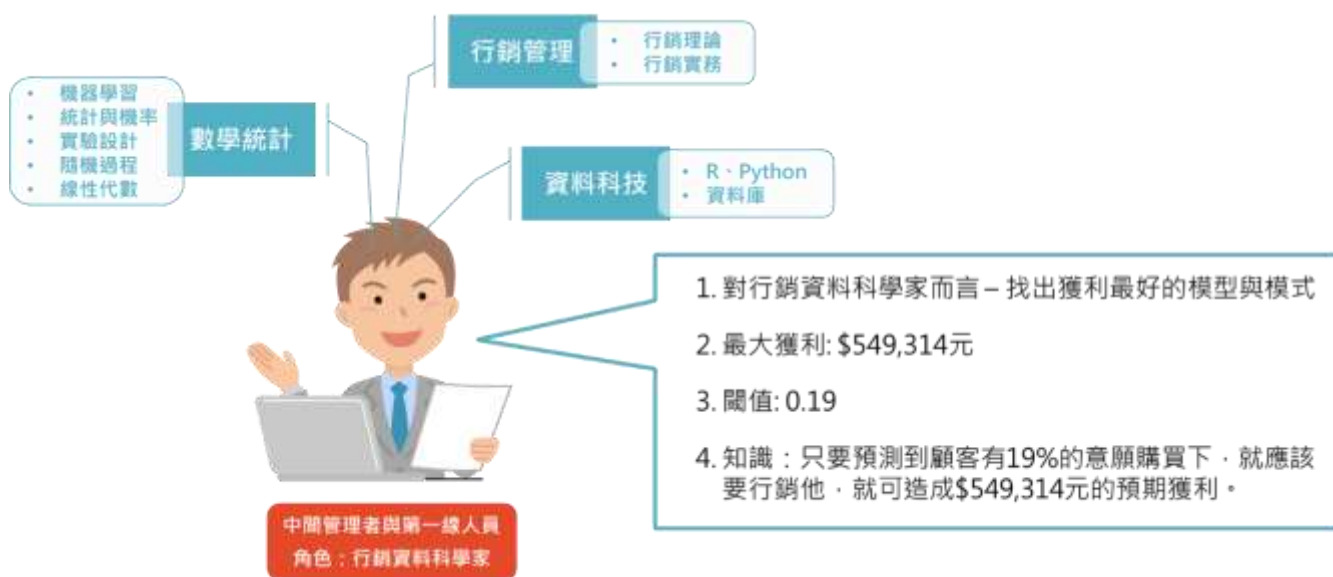 行銷管理
• 行銷理論
• 行銷實務
• 機器學習
• 統計與機率
• 實驗設計
• 隨機過程
• 線性代數
數學統計
資料科技
• R、Python
• 資料庫
1. 對行銷資料科學家而言 – 找出獲利最好的模型與模式
2. 最大獲利: $549,314元
3. 閾值: 0.19
4. 知識：只要預測到顧客有19%的意願購買下，就應該
要行銷他，就可造成$549,314元的預期獲利。
中間管理者與第一線人員
角色：行銷資料科學家